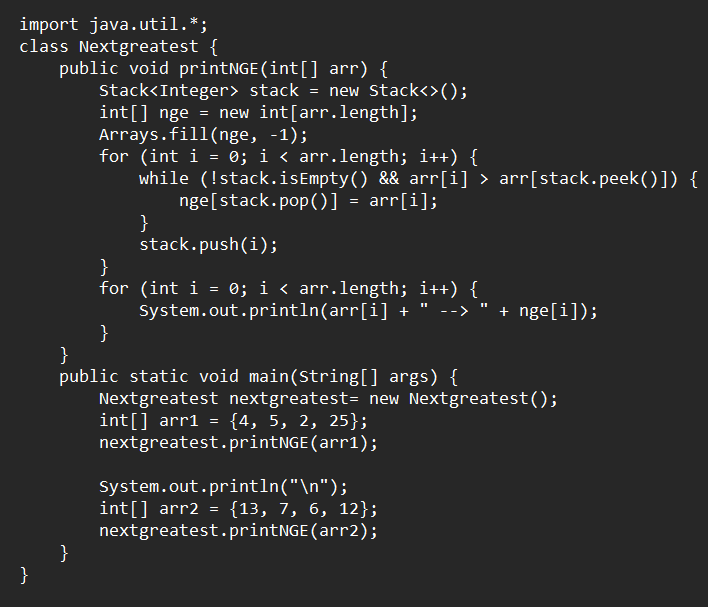 import java.util.*;
class Nextgreatest {
    public void printNGE(int[] arr) {
        Stack<Integer> stack = new Stack<>();
        int[] nge = new int[arr.length];
        Arrays.fill(nge, -1);
        for (int i = 0; i < arr.length; i++) {
            while (!stack.isEmpty() && arr[i] > arr[stack.peek()]) {
                nge[stack.pop()] = arr[i];
            }
            stack.push(i);
        }
        for (int i = 0; i < arr.length; i++) {
            System.out.println(arr[i] + " --> " + nge[i]);
        }
    }
    public static void main(String[] args) {
        Nextgreatest nextgreatest= new Nextgreatest();
        int[] arr1 = {4, 5, 2, 25};
        nextgreatest.printNGE(arr1);

        System.out.println("\n");
        int[] arr2 = {13, 7, 6, 12};
        nextgreatest.printNGE(arr2);
    }
}